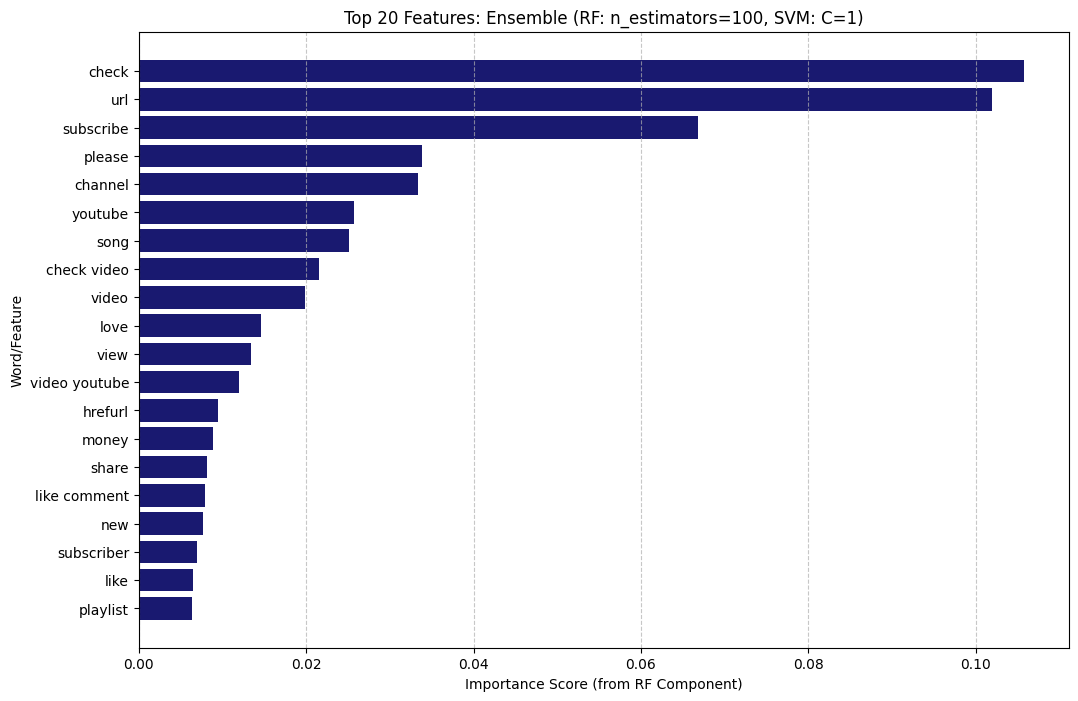 Top 20 Features: Ensemble (RF: n_estimators=100, SVM: C=1)
Word/Feature
check
url
subscribe
please
channel
youtube
song
check video
video
love
view
video youtube
hrefurl
money
share
like comment
new
subscriber
like
playlist
0.00 0.02 0.04 0.06 0.08 0.10
Importance Score (from RF Component)